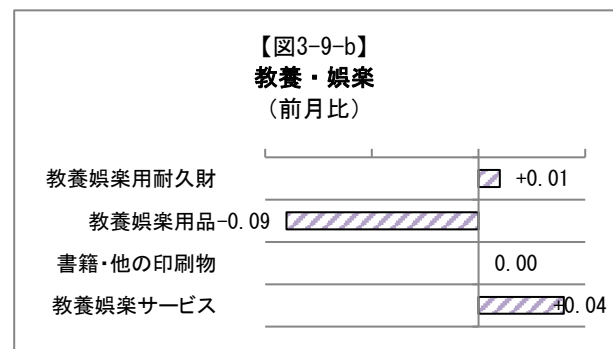 【図3-9-b】
教養・娯楽
（前月比）
教養娯楽用耐久財 +0.01
教養娯楽用品 -0.09
書籍・他の印刷物 0.00
教養娯楽サービス +0.04